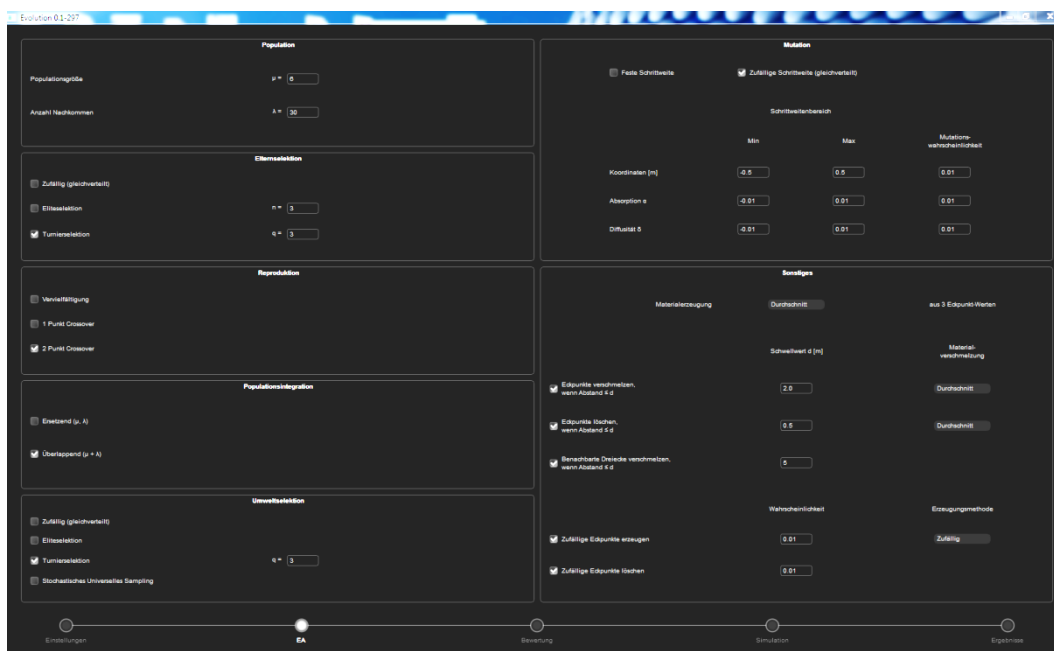 Evolution 0.1-297
Population
Populationsgröße
μ = 6
Anzahl Nachkommen
λ = 30
Elternselektion
Zufällig (gleichverteilt)
Eliteselektion
n = 3
Turnierselektion
q = 3
Reproduktion
Vervielfältigung
1 Punkt Crossover
2 Punkt Crossover
Populationsintegration
Ersetzend (μ, λ)
Überlappend (μ + λ)
Umweltselektion
Zufällig (gleichverteilt)
Eliteselektion
Turnierselektion
q = 3
Stochastisches Universelles Sampling
Mutation
Feste Schrittweite
Zufällige Schrittweite (gleichverteilt)
Schrittweitenbereich
Min
Max
Mutations-
wahrscheinlichkeit
Koordinaten [m]
-0.5
0.5
0.01
Absorption α
-0.01
0.01
0.01
Diffusität δ
-0.01
0.01
0.01
Sonstiges
Materialerzeugung
Durchschnitt
aus 3 Eckpunkt-Werten
Schwellwert d [m]
Material-
verschmelzung
Eckpunkte verschmelzen,
wenn Abstand ≤ d
2.0
Durchschnitt
Eckpunkte löschen,
wenn Abstand ≤ d
0.5
Durchschnitt
Benachbarte Dreiecke verschmelzen,
wenn Abstand ≤ d
5
Wahrscheinlichkeit
Erzeugungsmethode
Zufällige Eckpunkte erzeugen
0.01
Zufällig
Zufällige Eckpunkte löschen
0.01
Einstellungen
EA
Bewertung
Simulation
Ergebnisse